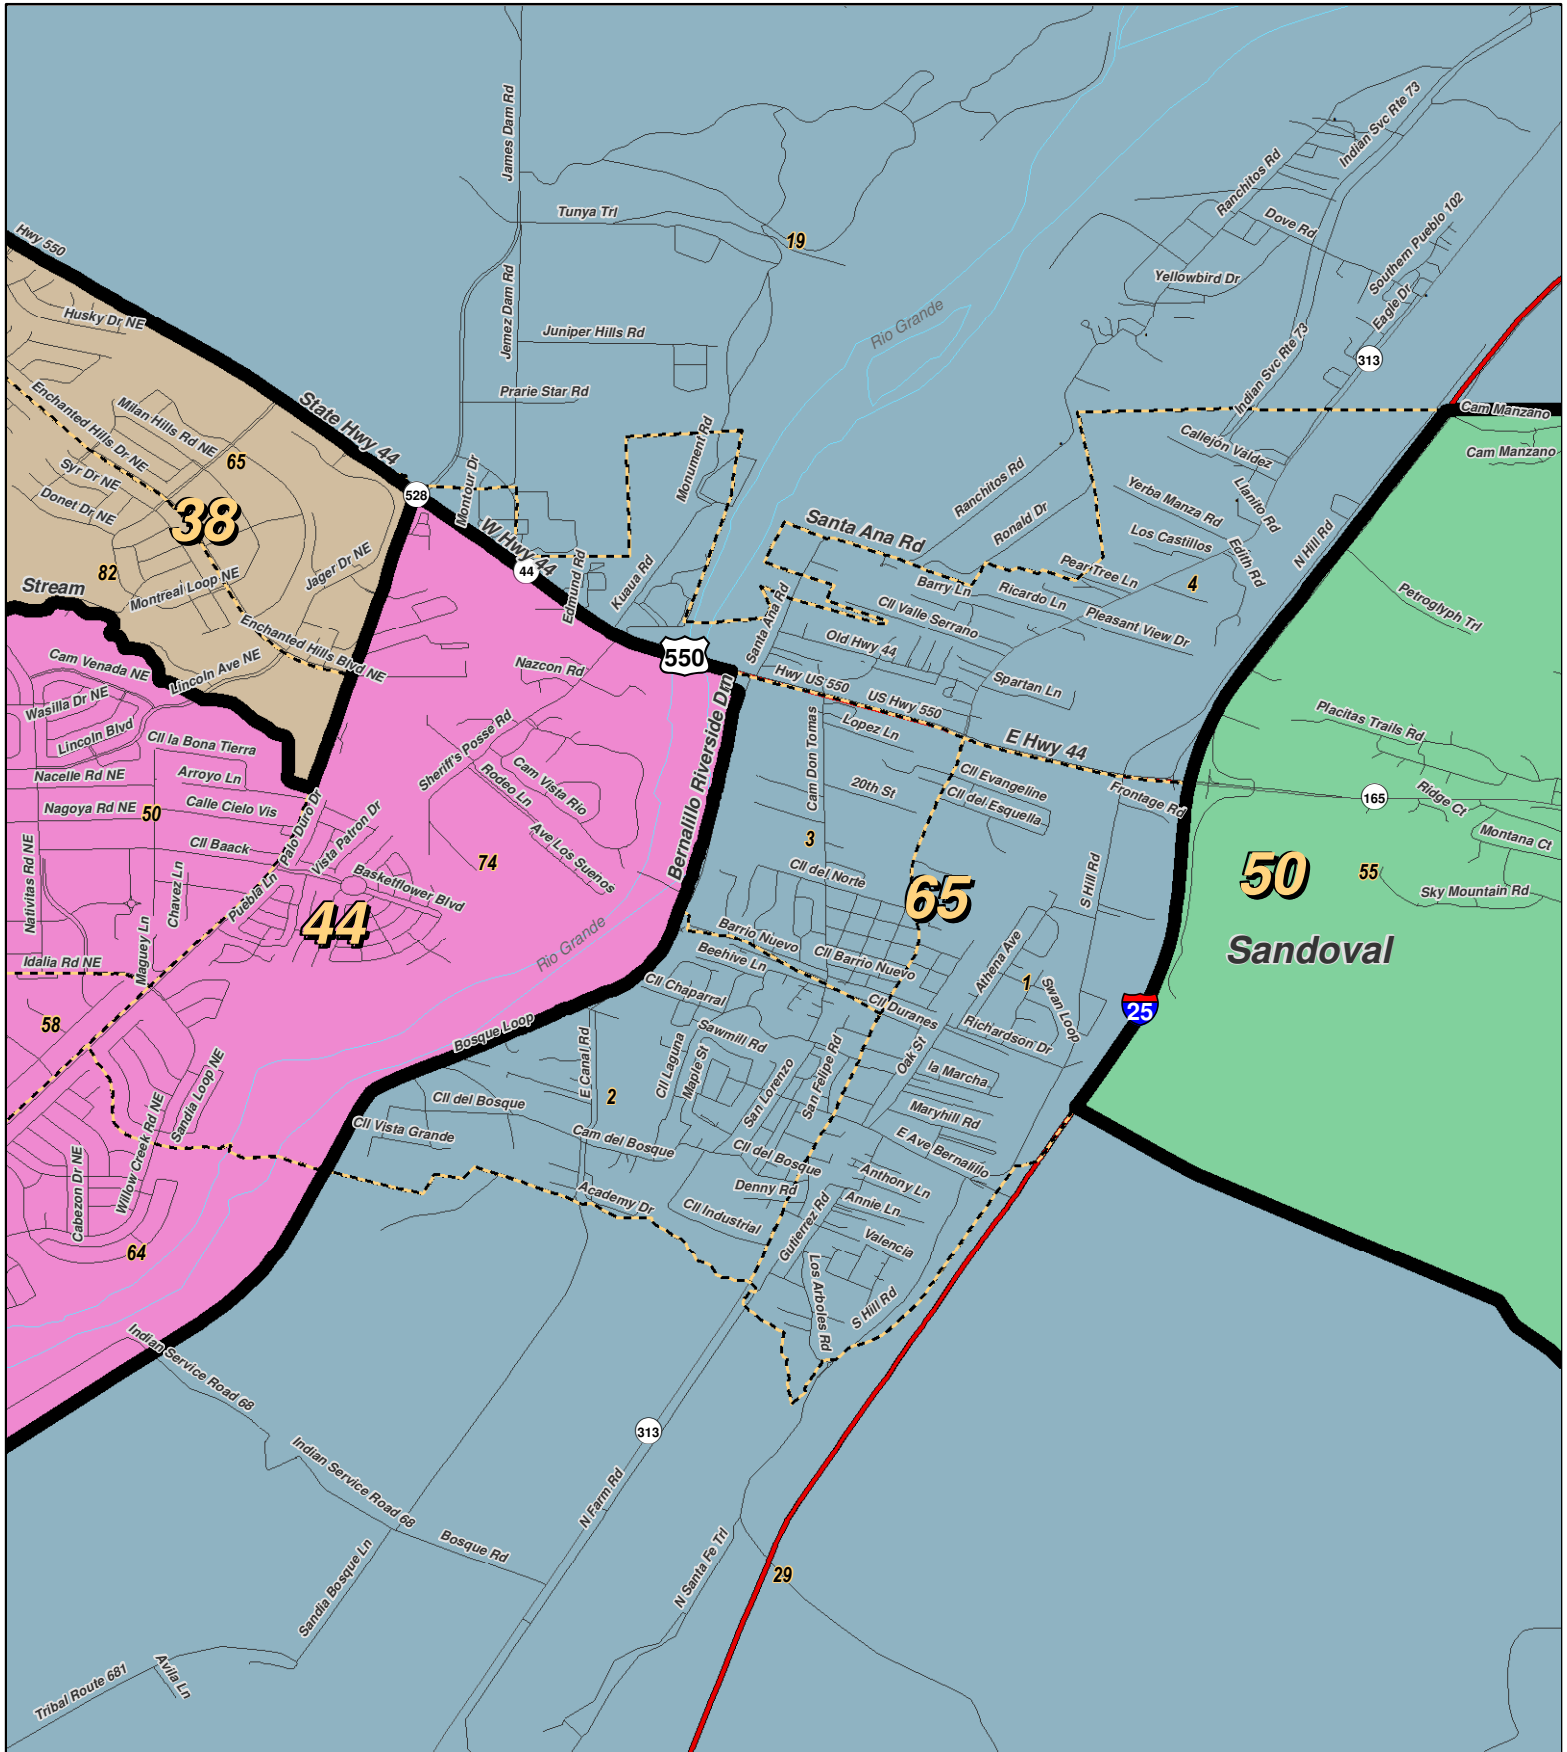 James Dam Rd
Indian Svc Rte 73
Ranchitos Rd
Tunya Trl
19
Dove Rd
Southern Pueblo 102
Hwy 550
Yellowbird Dr
Eagle Dr
Jemez Dam Rd
Husky Dr NE
Juniper Hills Rd
Rio Grande
Indian Svc Rte 73
313
Prarie Star Rd
Enchanted Hills Dr NE
Milan Hills Rd NE
State Hwy 44
Cam Manzano
Callejón Valdez
Cam Manzano
65
Syr Dr NE
Donet Dr NE
Montour Dr
Monument Rd
Ranchitos Rd
Yerba Manza Rd
Llanito Rd
38
528
W Hwy 44
Santa Ana Rd
Ronald Dr
Los Castillos
Edith Rd
N Hill Rd
82
Jager Dr NE
44
Edmund Rd
Kuaua Rd
Pear Tree Ln
4
Stream
Montreal Loop NE
Barry Ln
Ricardo Ln
Petroglyph Trl
Cll Valle Serrano
Pleasant View Dr
Enchanted Hills Blvd NE
Santa Ana Rd
Old Hwy 44
Cam Venada NE
Lincoln Ave NE
Nazcon Rd
550
Hwy US 550
US Hwy 550
Spartan Ln
Wasilla Dr NE
Lincoln Blvd
Cll la Bona Tierra
Sheriff's Posse Rd
Bernalillo Riverside Drn
Cam Don Tomas
Lopez Ln
E Hwy 44
Placitas Trails Rd
Nacelle Rd NE
Arroyo Ln
Rodeo Ln
Cam Vista Rio
20th St
Cll Evangeline
Cll del Esquella
Frontage Rd
165
Ridge Ct
Nagoya Rd NE
50
Calle Cielo Vis
Palo Duro Dr
Vista Patron Dr
Montana Ct
Nativitas Rd NE
Cll Baack
74
Ave Los Suenos
3
Cll del Norte
65
S Hill Rd
50
55
Sky Mountain Rd
Chavez Ln
Puebla Ln
Basketflower Blvd
44
Rio Grande
Barrio Nuevo
Cll Barrio Nuevo
Athena Ave
Sandoval
Idalia Rd NE
Maguey Ln
Beehive Ln
1
Swan Loop
25
58
Cll Chaparral
Cll Duranes
Richardson Dr
Bosque Loop
Sawmill Rd
E Canal Rd
Cll Laguna
Maple St
San Lorenzo
San Felipe Rd
Oak St
la Marcha
Sandia Loop NE
2
Cll del Bosque
Maryhill Rd
Willow Creek Rd NE
Cll Vista Grande
Cam del Bosque
Cll del Bosque
E Ave Bernalillo
Cabezon Dr NE
Academy Dr
Denny Rd
Anthony Ln
Annie Ln
Cll Industrial
Gutierrez Rd
Valencia
64
Los Arboles Rd
S Hill Rd
Indian Service Road 68
313
Indian Service Road 68
N Farm Rd
Bosque Rd
Sandia Bosque Ln
N Santa Fe Trl
29
Tribal Route 681
Avila Ln